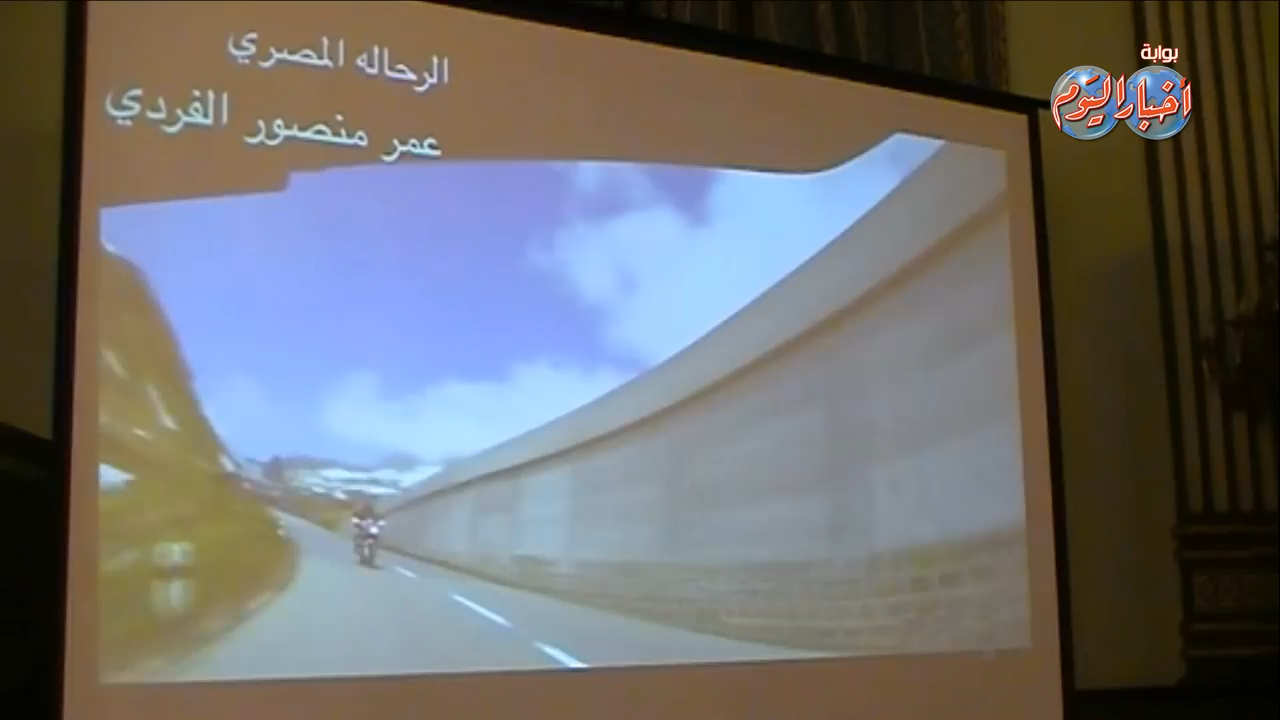 الرحاله المصري
عمر منصور الفردي
بوابة
أخبار اليوم